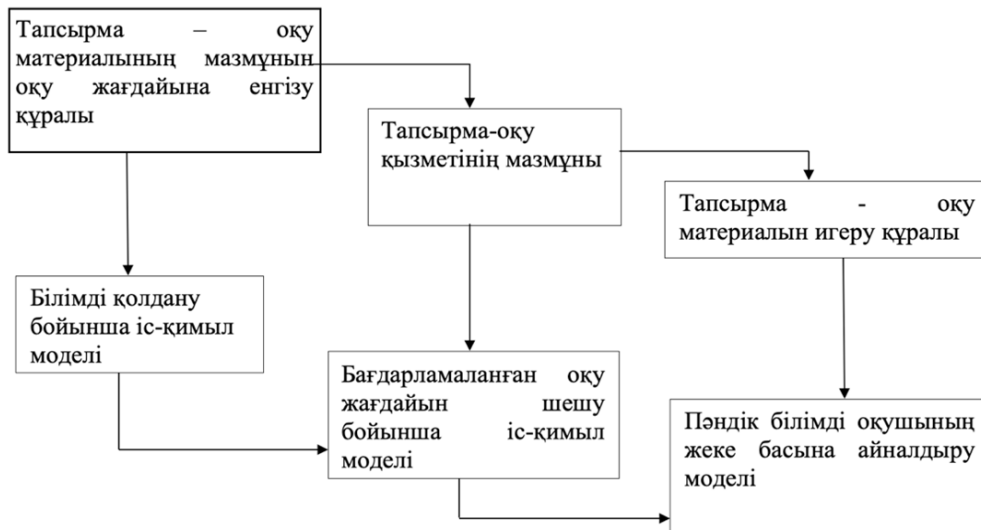 Тапсырма – оқу
материалының мазмұнын
оқу жағдайына енгізу
құралы
Тапсырма-оқу
қызметінің мазмұны
Тапсырма - оқу
материалын игеру құралы
Білімді қолдану
бойынша іс-қимыл
моделі
Бағдарламаланған оқу
жағдайын шешу
бойынша іс-қимыл
моделі
Пәндік білімді оқушының
жеке басына айналдыру
моделі